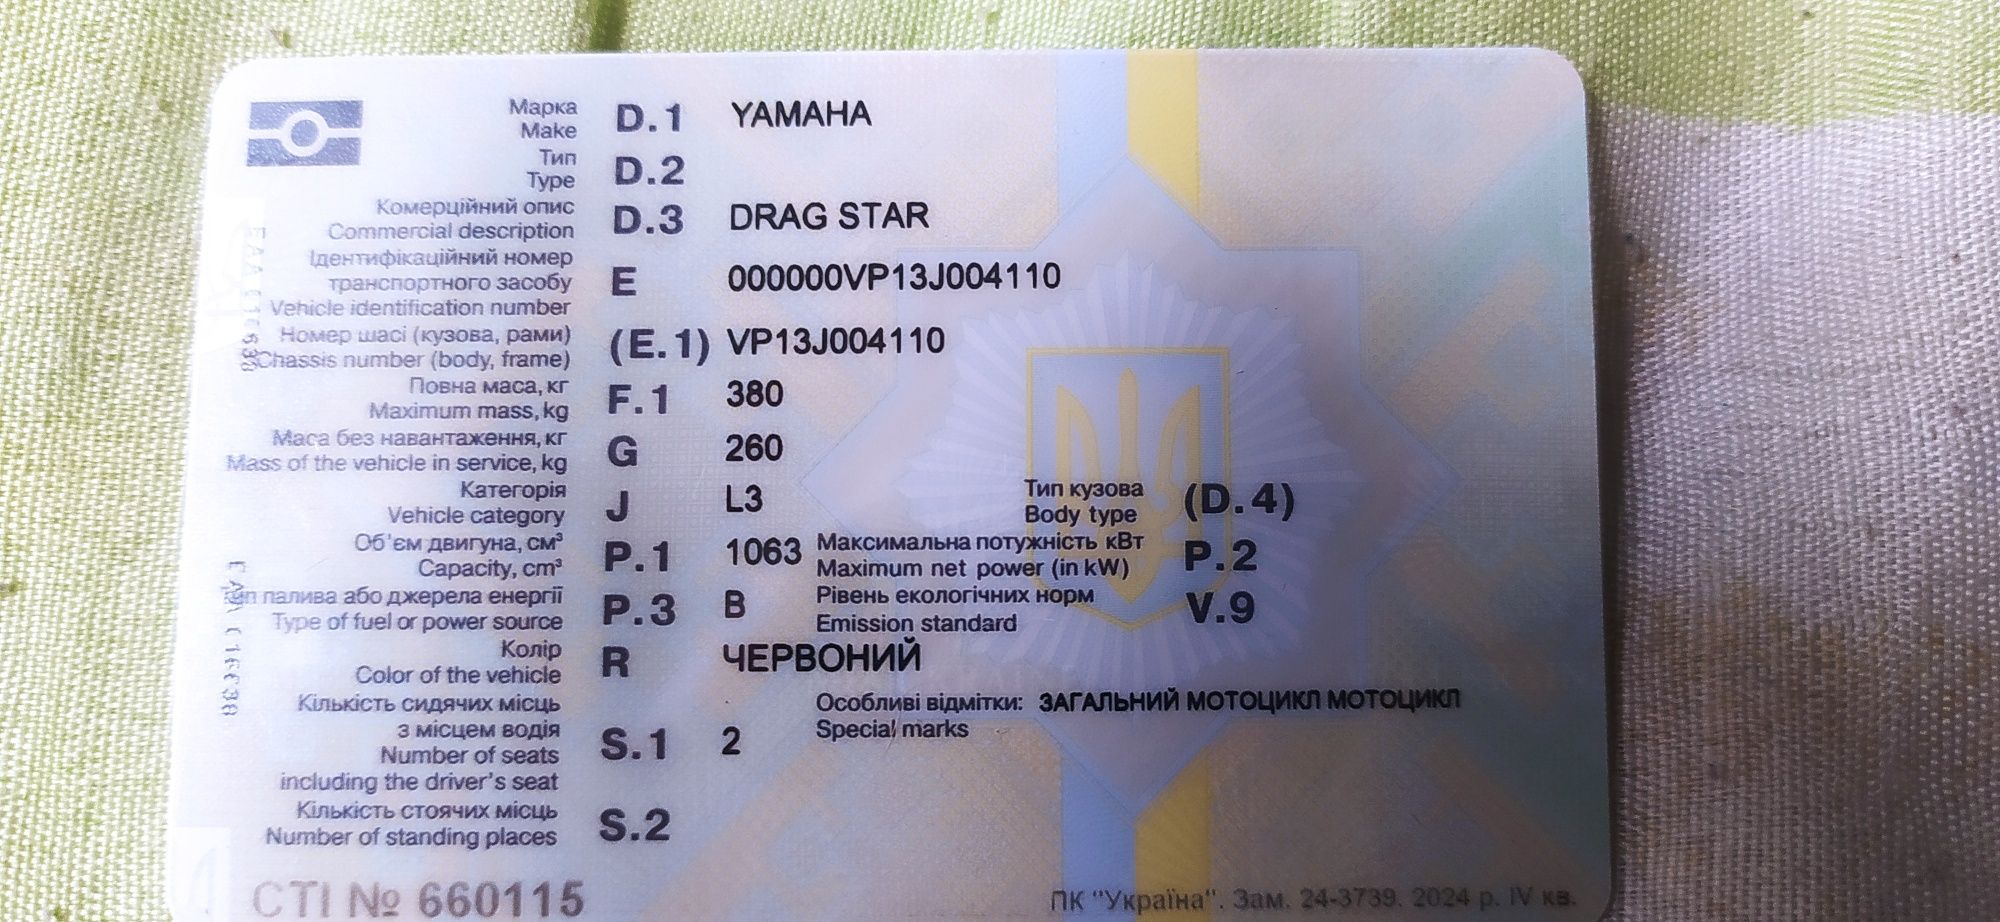 Марка
Make D.1 YAMAHA
Тип
Type D.2
Комерційний опис
Commercial description D.3 DRAG STAR
Ідентифікаційний номер
транспортного засобу E 000000VP13J004110
Vehicle identification number
Номер шасі (кузова, рами)
Chassis number (body, frame) (E.1) VP13J004110
Повна маса, кг
Maximum mass, kg F.1 380
Маса без навантаження, кг
Mass of the vehicle in service, kg G 260
Категорія
Vehicle category J L3
Тип кузова
Body type (D.4)
Об'єм двигуна, см³
Capacity, cm³ P.1 1063
Максимальна потужність кВт
Maximum net power (in kW) P.2
Тип палива або джерела енергії
Type of fuel or power source P.3 B
Рівень екологічних норм
Emission standard V.9
Колір
Color of the vehicle R ЧЕРВОНИЙ
Кількість сидячих місць
з місцем водія
Number of seats S.1 2
including the driver's seat
Особливі відмітки: ЗАГАЛЬНИЙ МОТОЦИКЛ МОТОЦИКЛ
Special marks
Кількість стоячих місць
Number of standing places S.2
СТІ № 660115
ПК "Україна". Зам. 24-3739. 2024 р. IV кв.